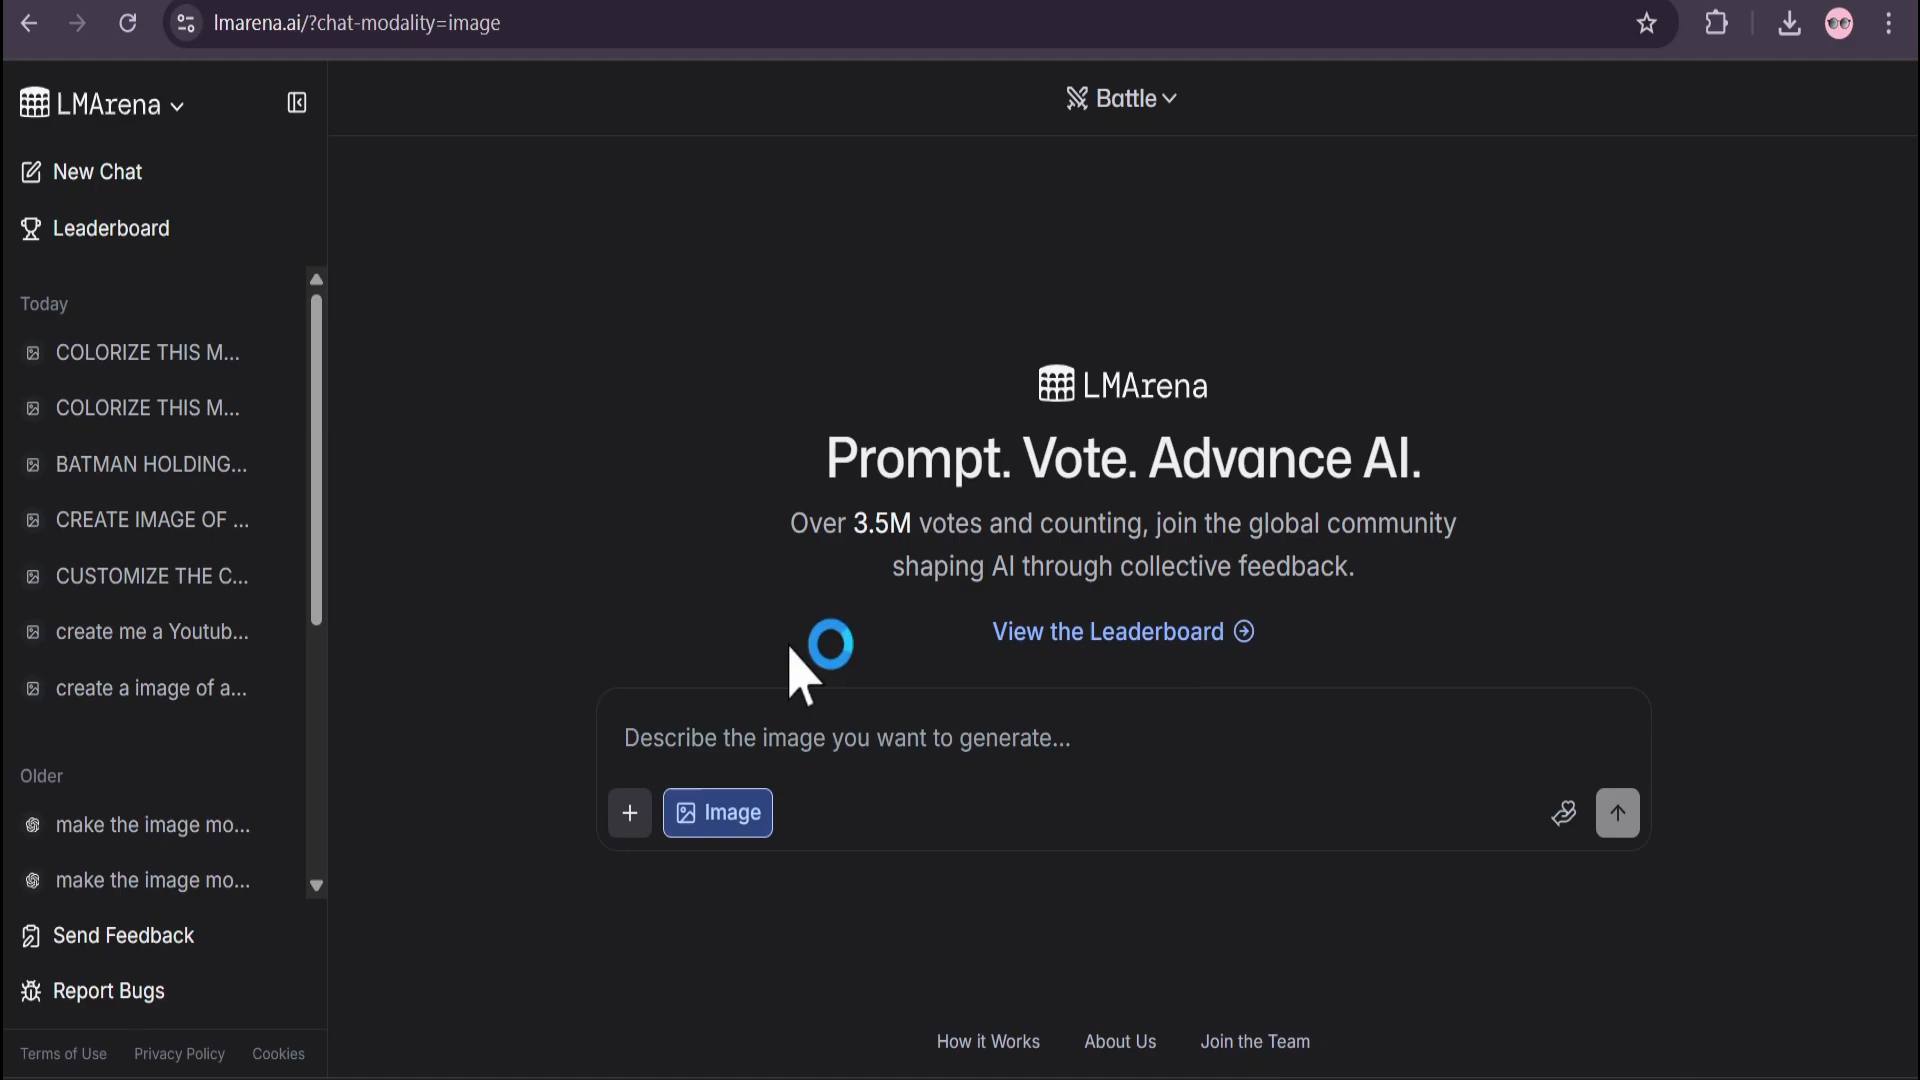 lmarena.ai/?chat-modality=image
LMArena
Battle
New Chat
Leaderboard
Today
COLORIZE THIS M...
COLORIZE THIS M...
BATMAN HOLDING...
CREATE IMAGE OF ...
CUSTOMIZE THE C...
create me a Youtub...
create a image of a...
Older
make the image mo...
make the image mo...
Send Feedback
Report Bugs
Terms of Use Privacy Policy Cookies
LMArena
Prompt. Vote. Advance AI.
Over 3.5M votes and counting, join the global community
shaping AI through collective feedback.
View the Leaderboard
Describe the image you want to generate...
Image
How it Works About Us Join the Team